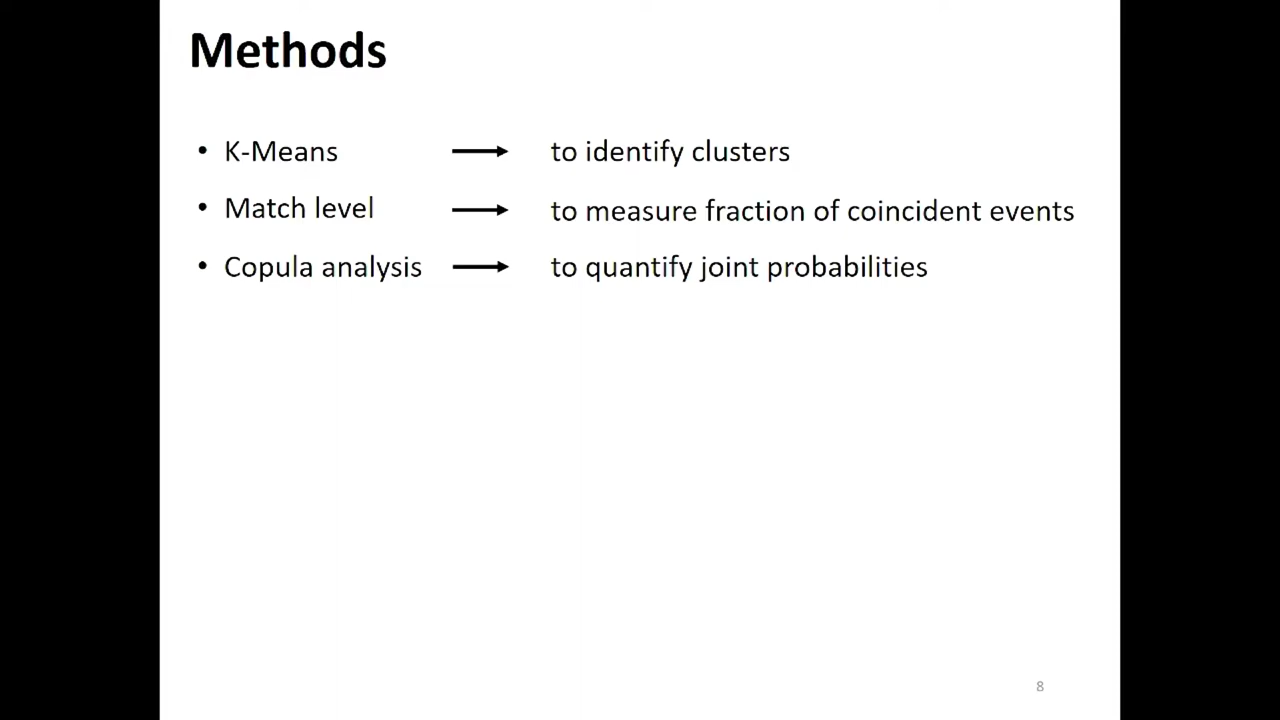 Methods
• K-Means → to identify clusters
• Match level → to measure fraction of coincident events
• Copula analysis → to quantify joint probabilities
8